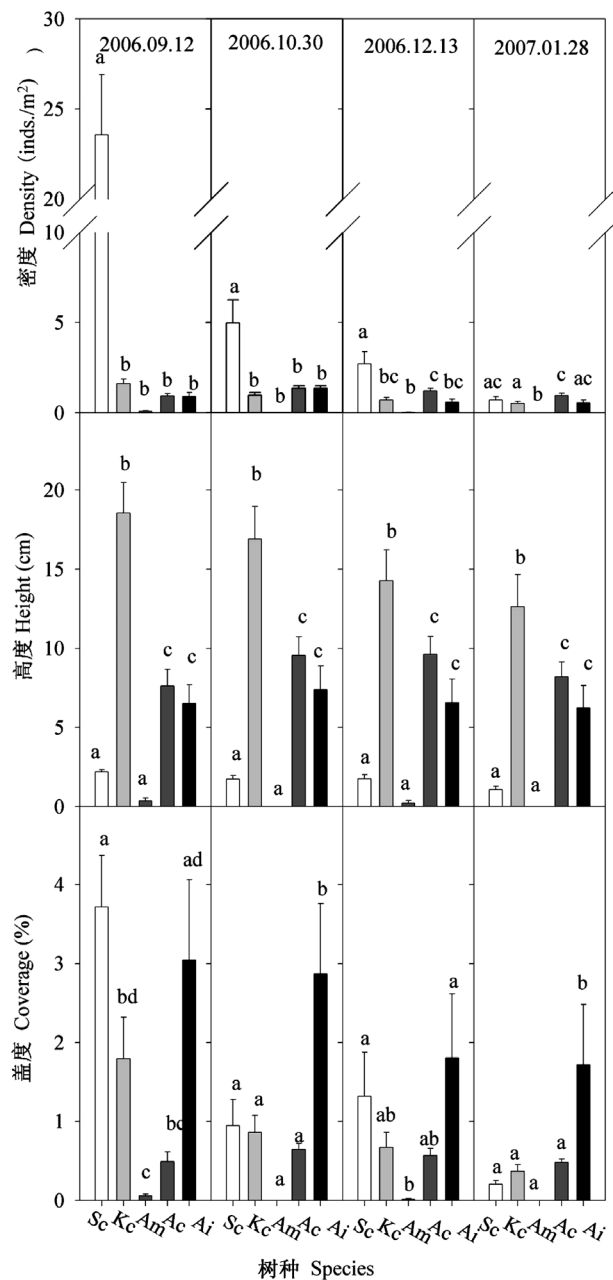 2006.09.12 2006.10.30 2006.12.13 2007.01.28
密度 Density (inds./m²)
30
25
20
10
5
0
a b b b b
a b b b b
a bc b c bc
ac a b c ac
高度 Height (cm)
20
15
10
5
0
a b a c c
a b a c c
a b a c c
a b a c c
盖度 Coverage (%)
4
3
2
1
0
a bd c bc ad
a a a a b
a ab b ab a
a a a a b
Sc Kc Am Ac Ai Sc Kc Am Ac Ai Sc Kc Am Ac Ai Sc Kc Am Ac Ai
树种 Species